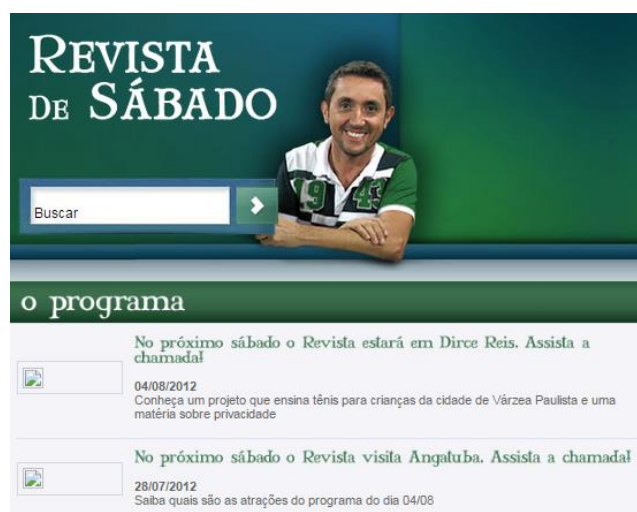 REVISTA
DE SÁBADO
19 43
Buscar
o programa
No próximo sábado o Revista estará em Dirce Reis. Assista a
chamada!
04/08/2012
Conheça um projeto que ensina tênis para crianças da cidade de Várzea Paulista e uma
matéria sobre privacidade
No próximo sábado o Revista visita Angatuba. Assista a chamada!
28/07/2012
Saiba quais são as atrações do programa do dia 04/08